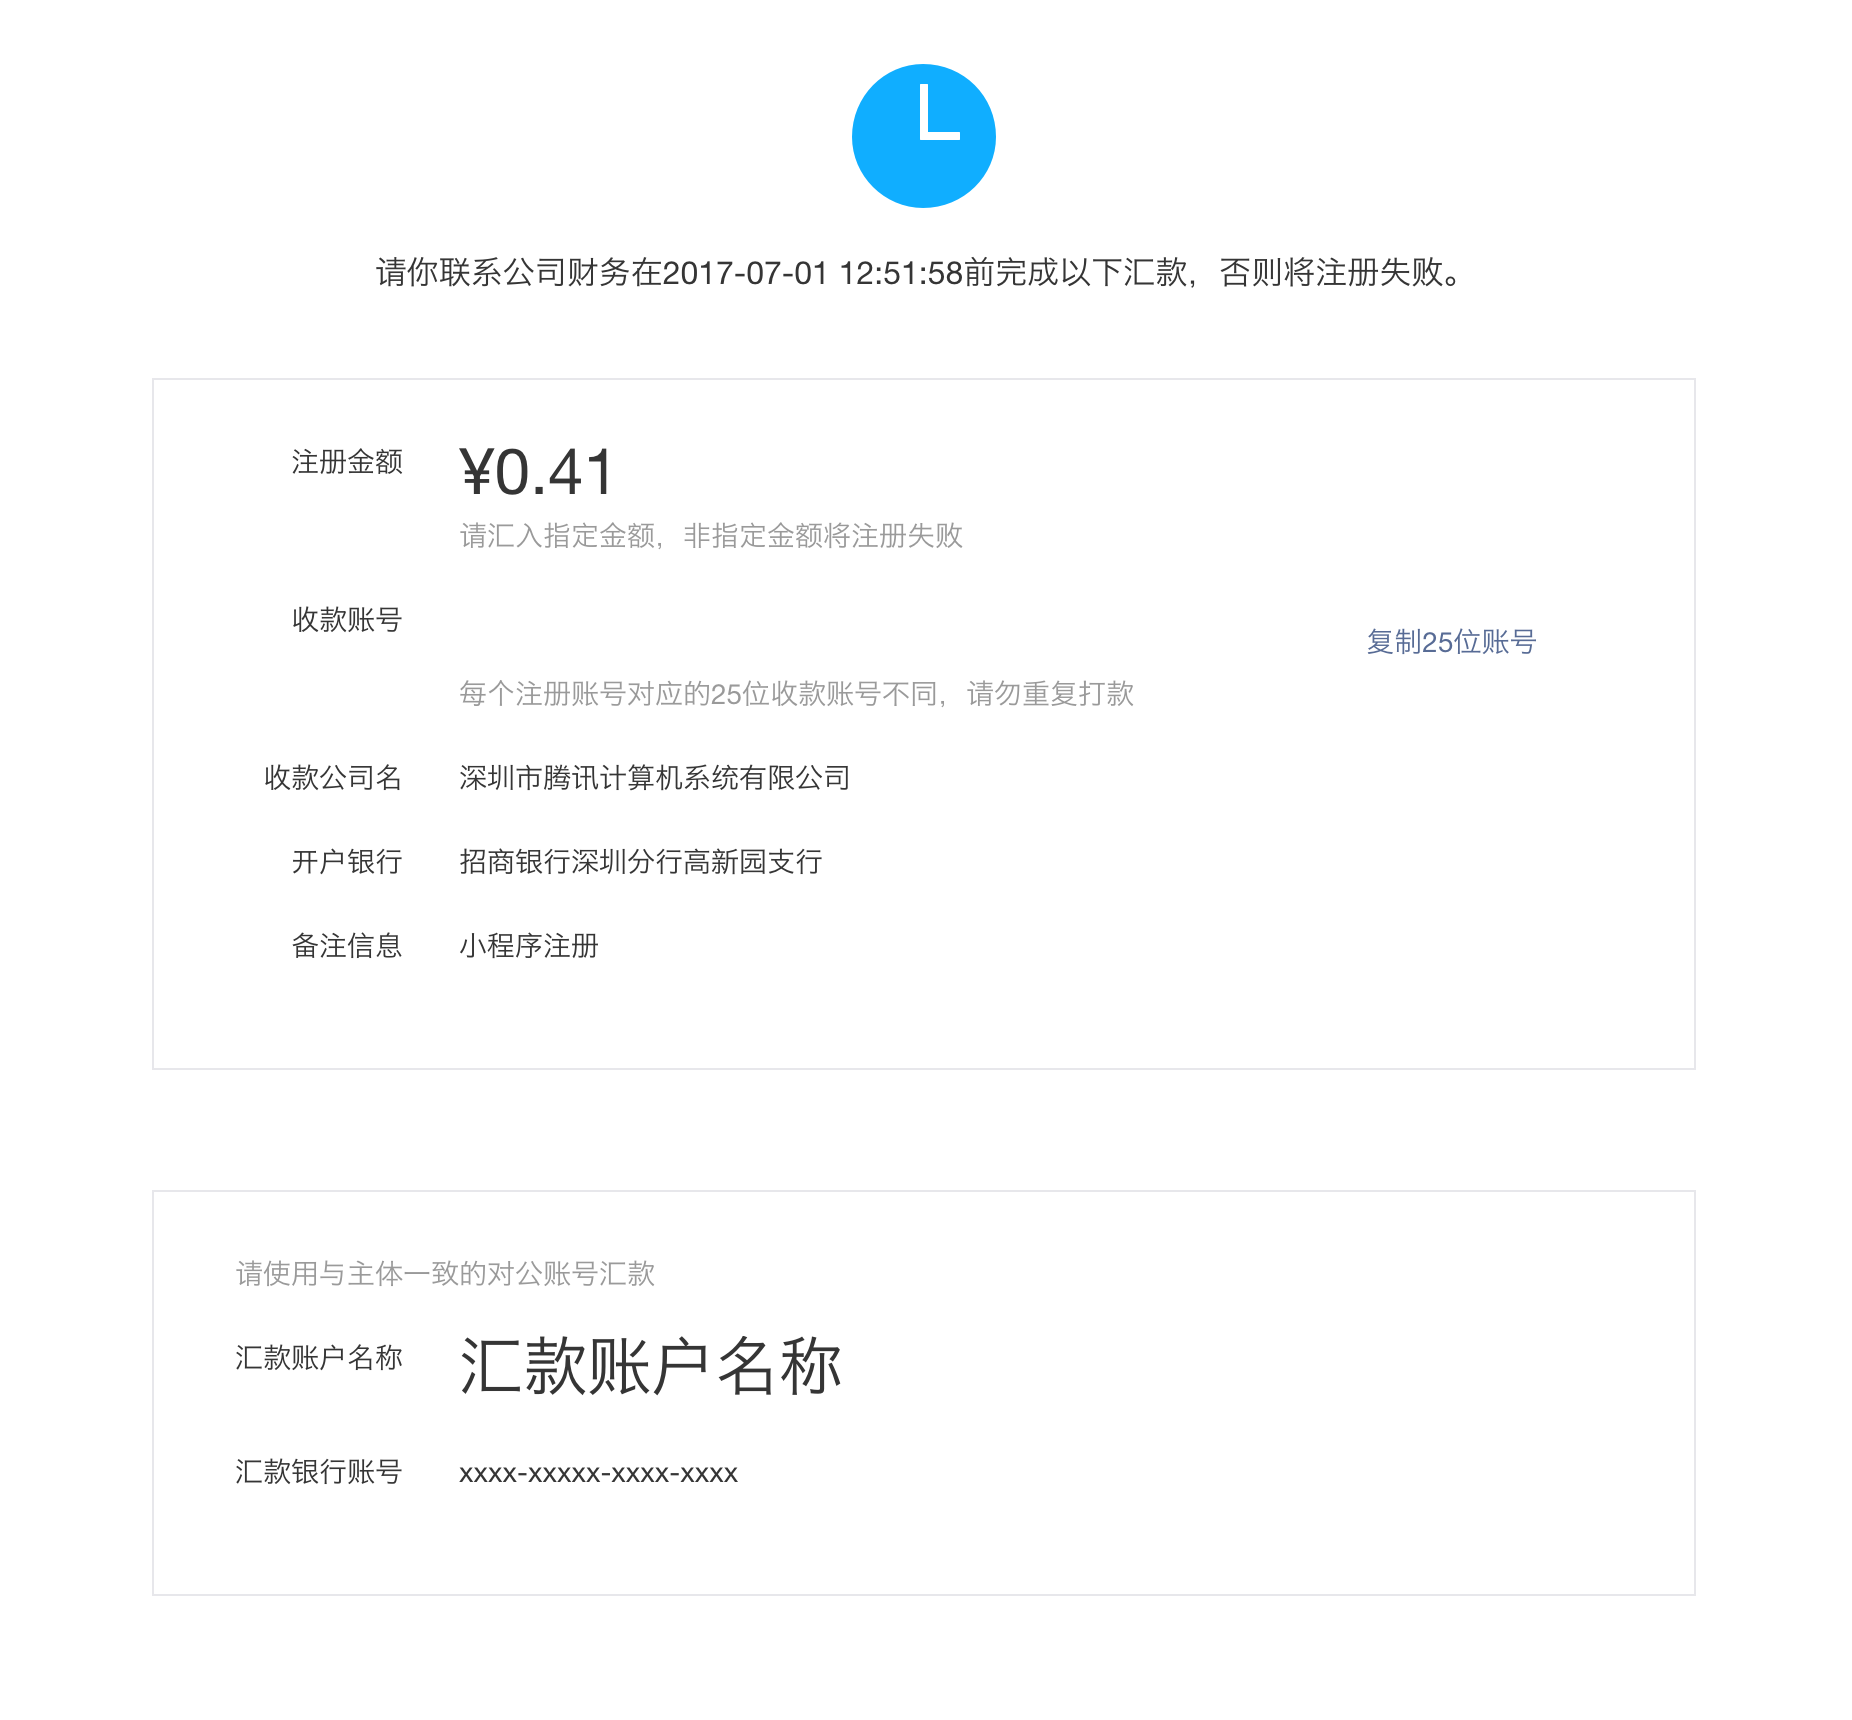 请你联系公司财务在2017-07-01 12:51:58前完成以下汇款，否则将注册失败。
注册金额 ¥0.41
请汇入指定金额，非指定金额将注册失败
收款账号
复制25位账号
每个注册账号对应的25位收款账号不同，请勿重复打款
收款公司名 深圳市腾讯计算机系统有限公司
开户银行 招商银行深圳分行高新园支行
备注信息 小程序注册
请使用与主体一致的对公账号汇款
汇款账户名称 汇款账户名称
汇款银行账号 xxxx-xxxxx-xxxx-xxxx